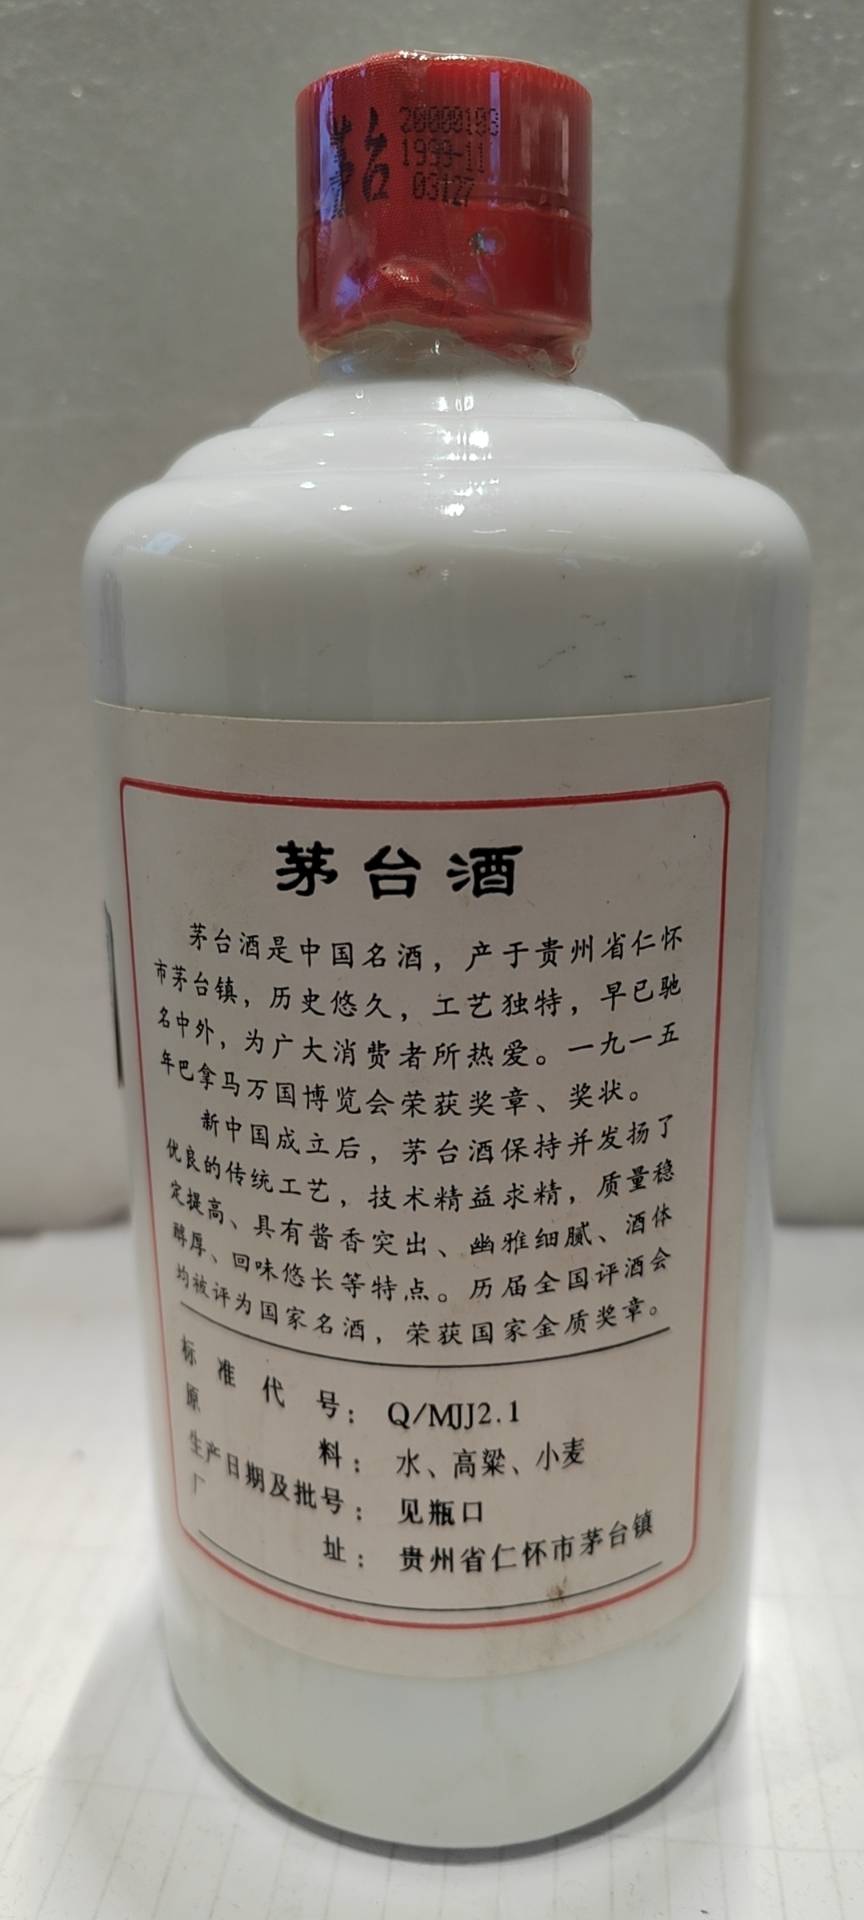 茅台
20000108
1999-11
03127
茅台酒
茅台酒是中国名酒，产于贵州省仁怀
市茅台镇，历史悠久，工艺独特，早已驰
名中外，为广大消费者所热爱。一九一五
年巴拿马万国博览会荣获奖章、奖状。
新中国成立后，茅台酒保持并发扬了
优良的传统工艺，技术精益求精，质量稳
定提高、具有酱香突出、幽雅细腻、酒体
醇厚、回味悠长等特点。历届全国评酒会
均被评为国家名酒，荣获国家金质奖章。
标准代号：Q/MJJ2.1
原料：水、高粱、小麦
生产日期及批号：见瓶口
厂址：贵州省仁怀市茅台镇